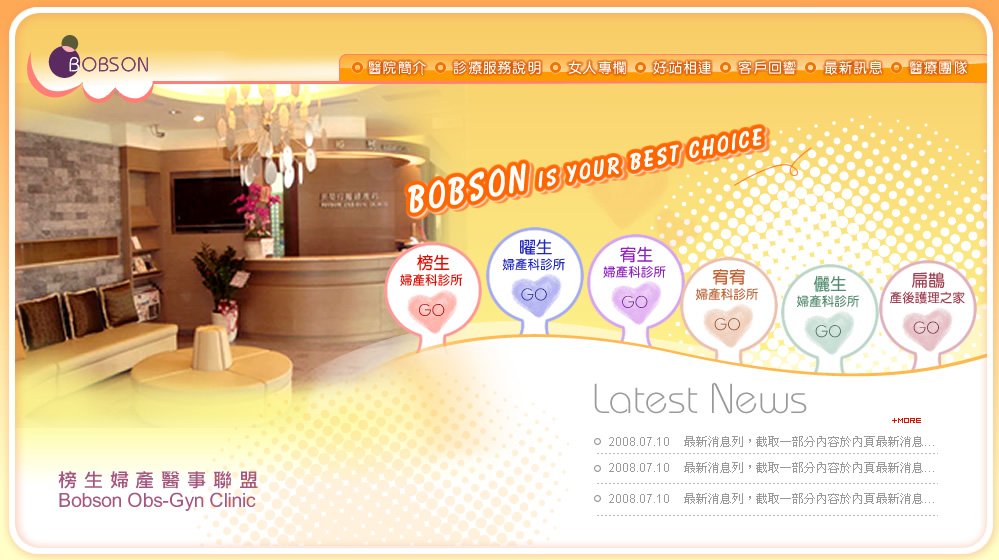 BOBSON
醫院簡介 診療服務說明 女人專欄 好站相連 客戶回響 最新訊息 醫療團隊
BOBSON IS YOUR BEST CHOICE
榜生
婦產科診所
GO
曜生
婦產科診所
GO
宥生
婦產科診所
GO
宥宥
婦產科診所
GO
儷生
婦產科診所
GO
扁鵲
產後護理之家
GO
Latest News
+MORE
2008.07.10 最新消息列，截取一部分內容於內頁最新消息...
2008.07.10 最新消息列，截取一部分內容於內頁最新消息...
2008.07.10 最新消息列，截取一部分內容於內頁最新消息...
榜生婦產醫事聯盟
Bobson Obs-Gyn Clinic